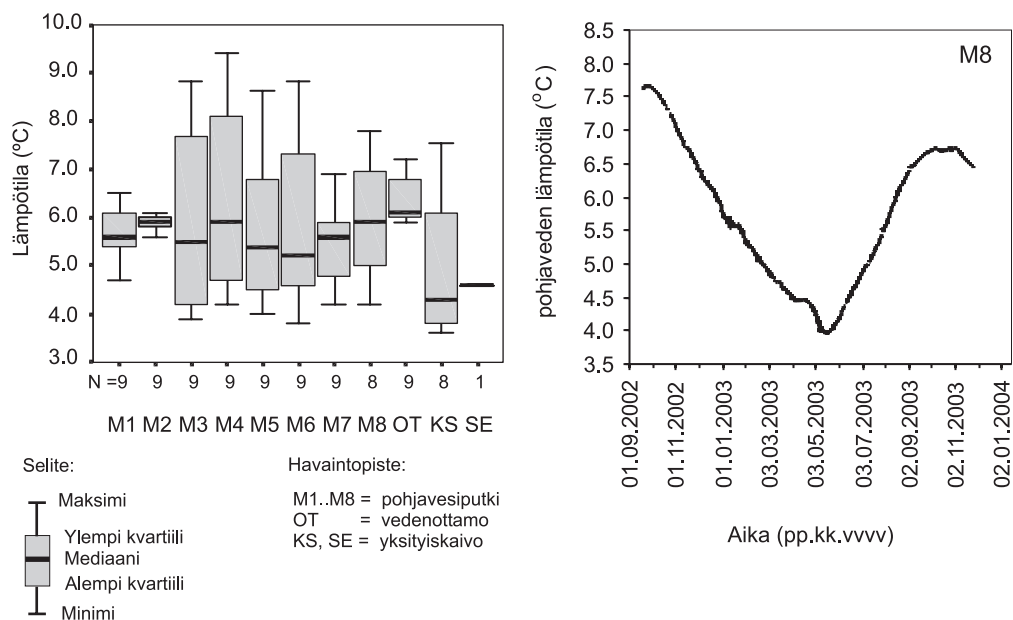 Lämpötila (ºC)
10.0
9.0
8.0
7.0
6.0
5.0
4.0
3.0
N =9 9 9 9 9 9 9 8 9 8 1
M1 M2 M3 M4 M5 M6 M7 M8 OT KS SE
Selite:
Maksimi
Ylempi kvartiili
Mediaani
Alempi kvartiili
Minimi
Havaintopiste:
M1..M8 = pohjavesiputki
OT = vedenottamo
KS, SE = yksityiskaivo
M8
pohjaveden lämpötila (°C)
8.5
8.0
7.5
7.0
6.5
6.0
5.5
5.0
4.5
4.0
3.5
01.09.2002
01.11.2002
01.01.2003
03.03.2003
03.05.2003
03.07.2003
02.09.2003
02.11.2003
02.01.2004
Aika (pp.kk.vvvv)